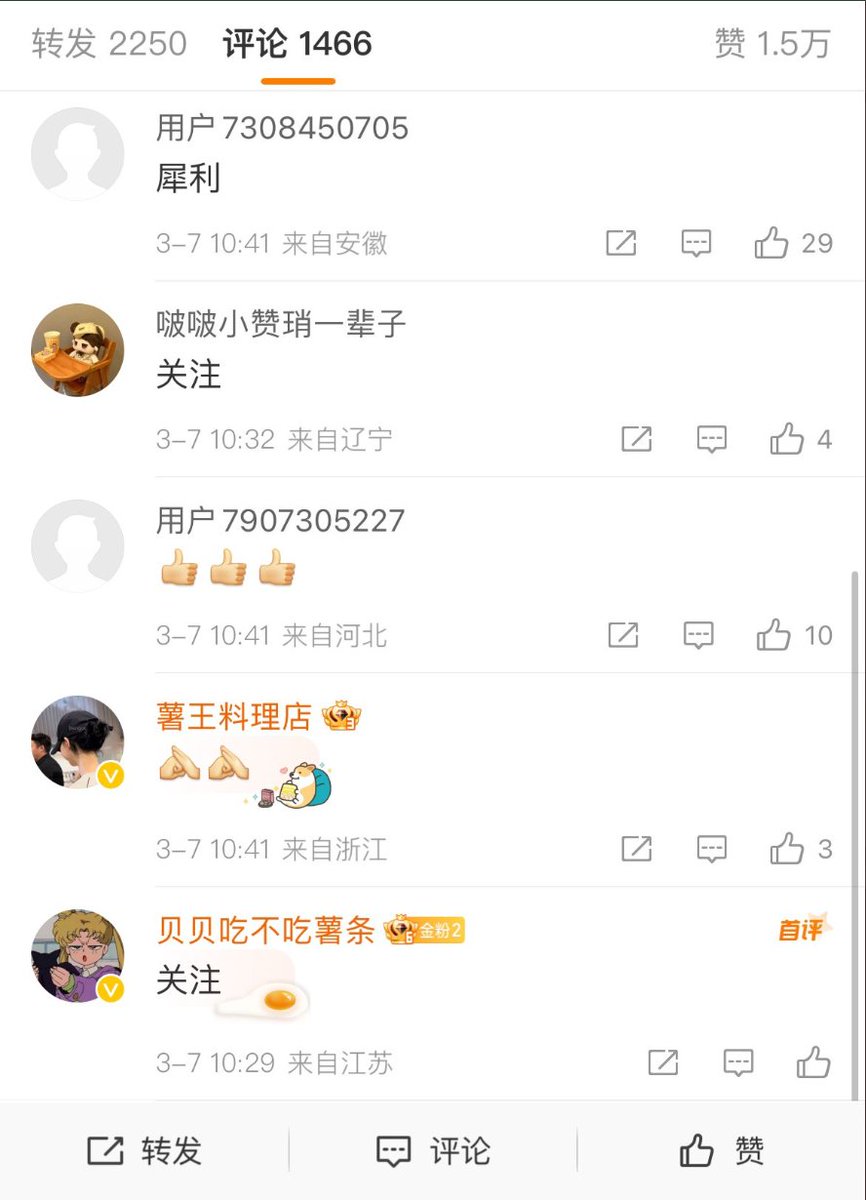 转发 2250 评论 1466 赞 1.5万
用户7308450705
犀利
3-7 10:41 来自安徽 29
啵啵小赞琑一辈子
关注
3-7 10:32 来自辽宁 4
用户7907305227
3-7 10:41 来自河北 10
薯王料理店
3-7 10:41 来自浙江 3
贝贝吃不吃薯条 金粉2 首评
关注
3-7 10:29 来自江苏
转发 评论 赞